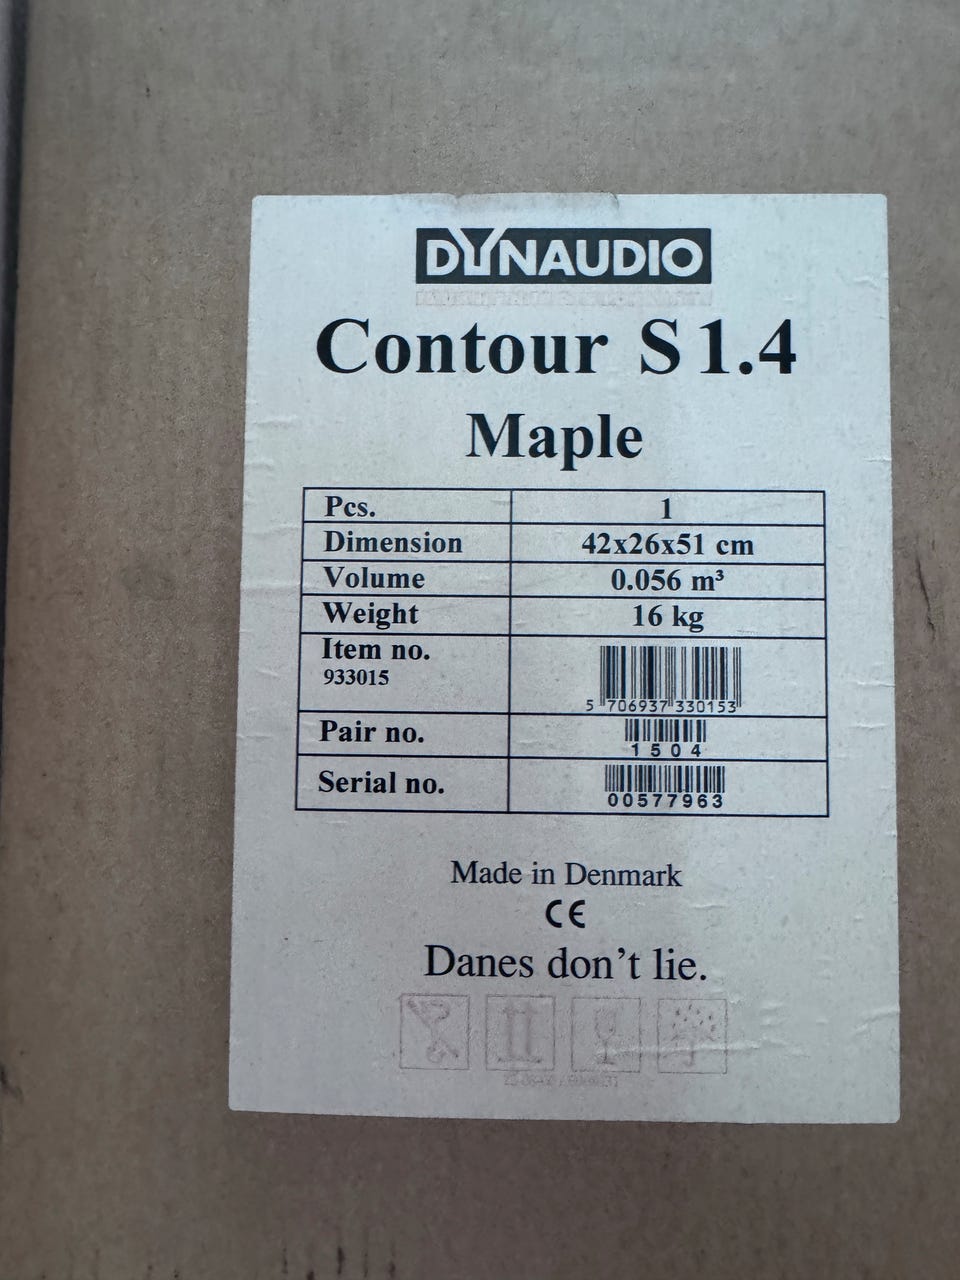 DYNAUDIO
Contour S 1.4
Maple
Pcs. 1
Dimension 42x26x51 cm
Volume 0.056 m³
Weight 16 kg
Item no.
933015
5 706937 330153
Pair no. 1504
Serial no. 00577963
Made in Denmark
CE
Danes don't lie.